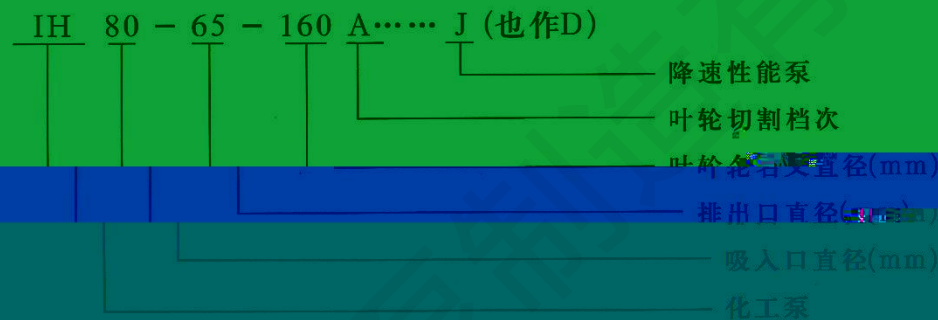 IH 80 - 65 - 160 A…… J (也作D)
降速性能泵
叶轮切割档次
叶轮名义直径(mm)
排出口直径(
吸入口直径(mm)
化工泵